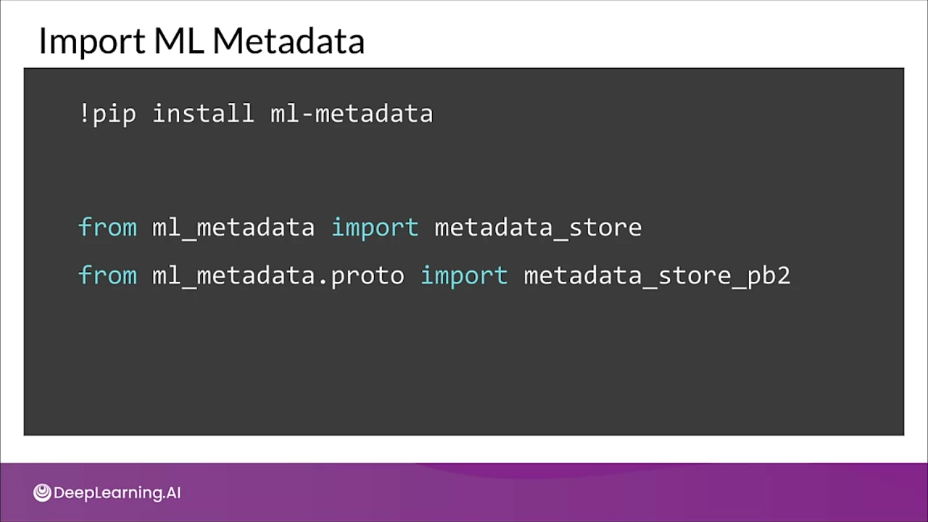 Import ML Metadata
!pip install ml-metadata
from ml_metadata import metadata_store
from ml_metadata.proto import metadata_store_pb2
DeepLearning.AI